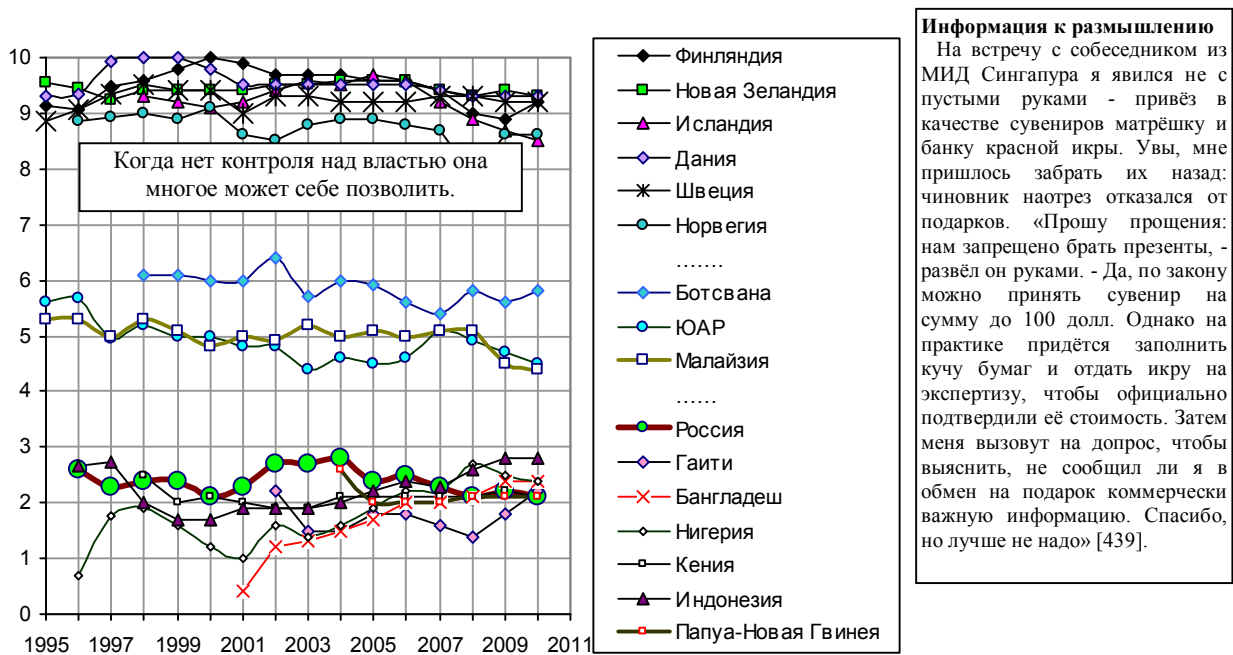 10
9
8
7
6
5
4
3
2
1
0
1995 1997 1999 2001 2003 2005 2007 2009 2011
Когда нет контроля над властью она
многое может себе позволить.
Финляндия
Новая Зеландия
Исландия
Дания
Швеция
Норвегия
.......
Ботсвана
ЮАР
Малайзия
......
Россия
Гаити
Бангладеш
Нигерия
Кения
Индонезия
Папуа-Новая Гвинея
Информация к размышлению
На встречу с собеседником из
МИД Сингапура я явился не с
пустыми руками - привёз в
качестве сувениров матрёшку и
банку красной икры. Увы, мне
пришлось забрать их назад:
чиновник наотрез отказался от
подарков. «Прошу прощения:
нам запрещено брать презенты, -
развёл он руками. - Да, по закону
можно принять сувенир на
сумму до 100 долл. Однако на
практике придётся заполнить
кучу бумаг и отдать икру на
экспертизу, чтобы официально
подтвердили её стоимость. Затем
меня вызовут на допрос, чтобы
выяснить, не сообщил ли я в
обмен на подарок коммерчески
важную информацию. Спасибо,
но лучше не надо» [439].